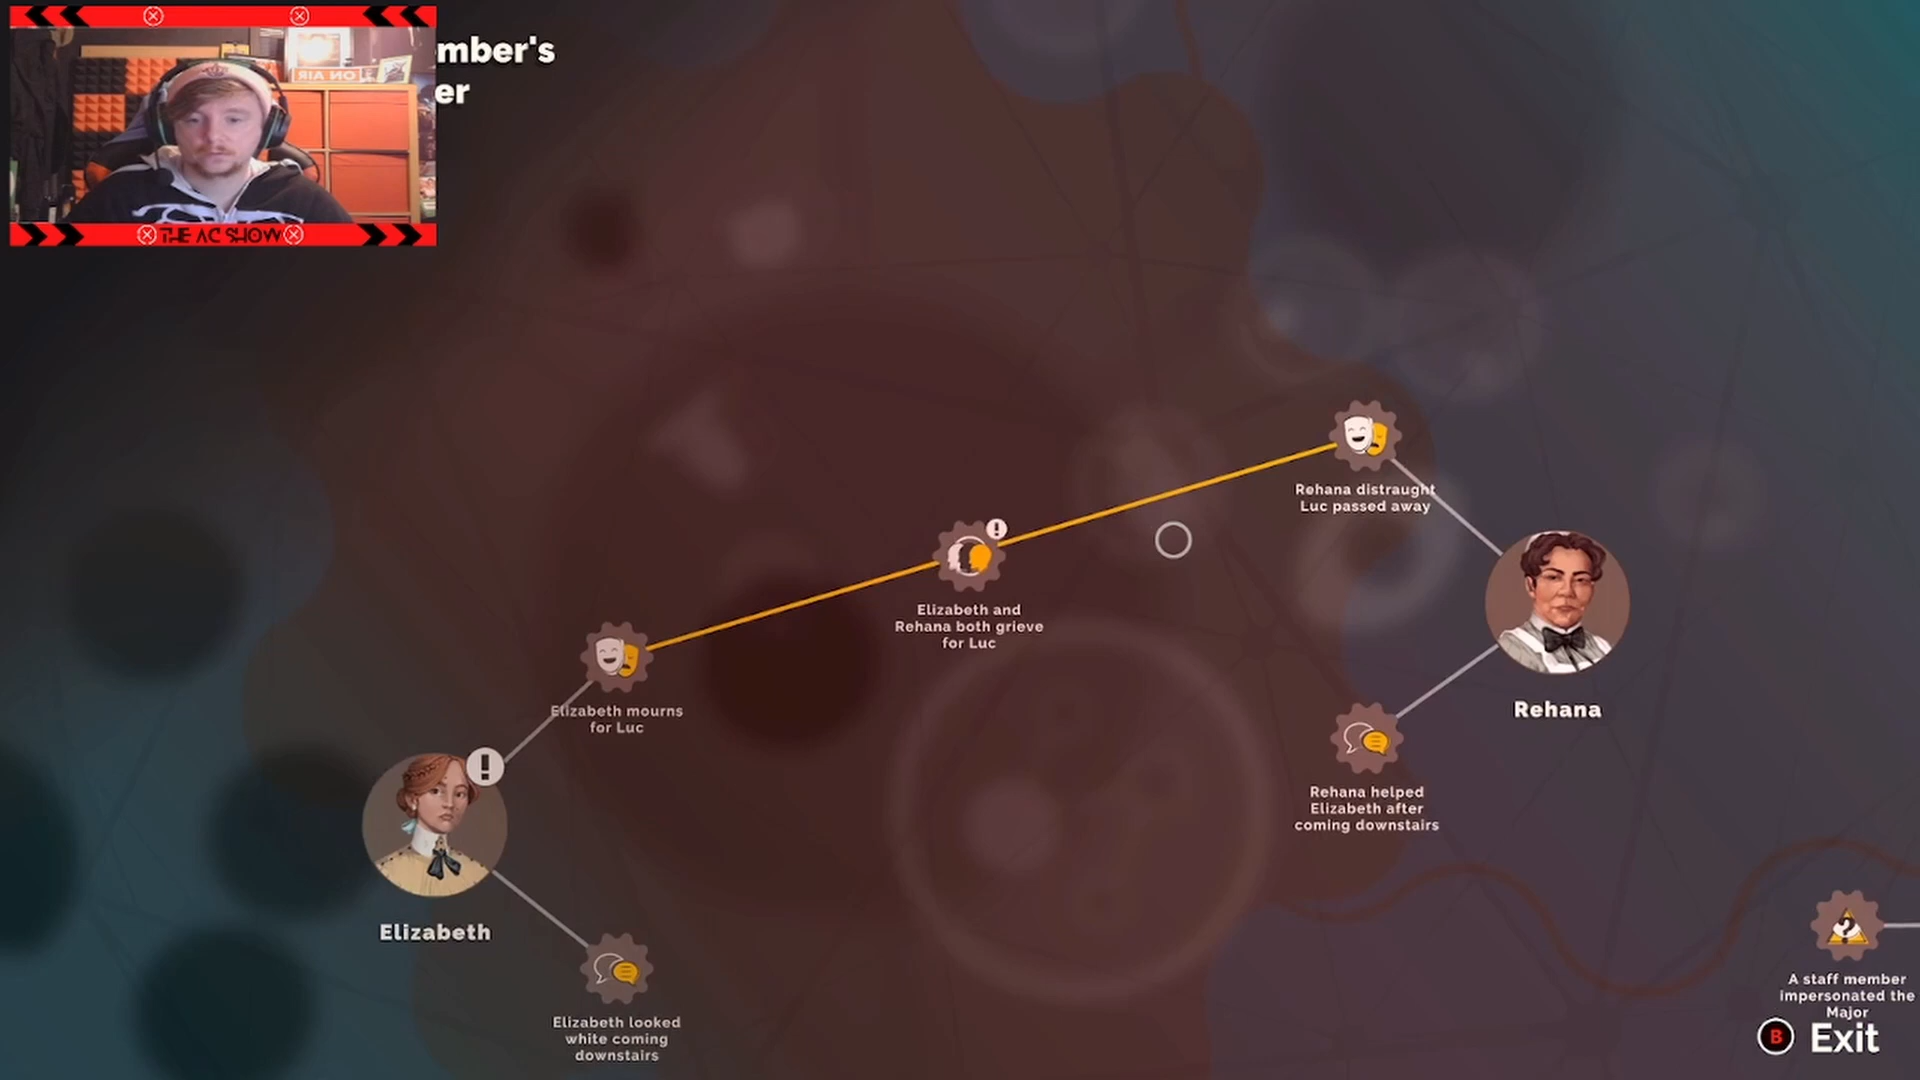 mber's
er
ON AIR
THE AC SHOW
Rehana distraught
Luc passed away
!
Elizabeth and
Rehana both grieve
for Luc
Elizabeth mourns
for Luc
Rehana
!
Rehana helped
Elizabeth after
coming downstairs
Elizabeth
?
A staff member
impersonated the
Major
Elizabeth looked
white coming
downstairs
B Exit